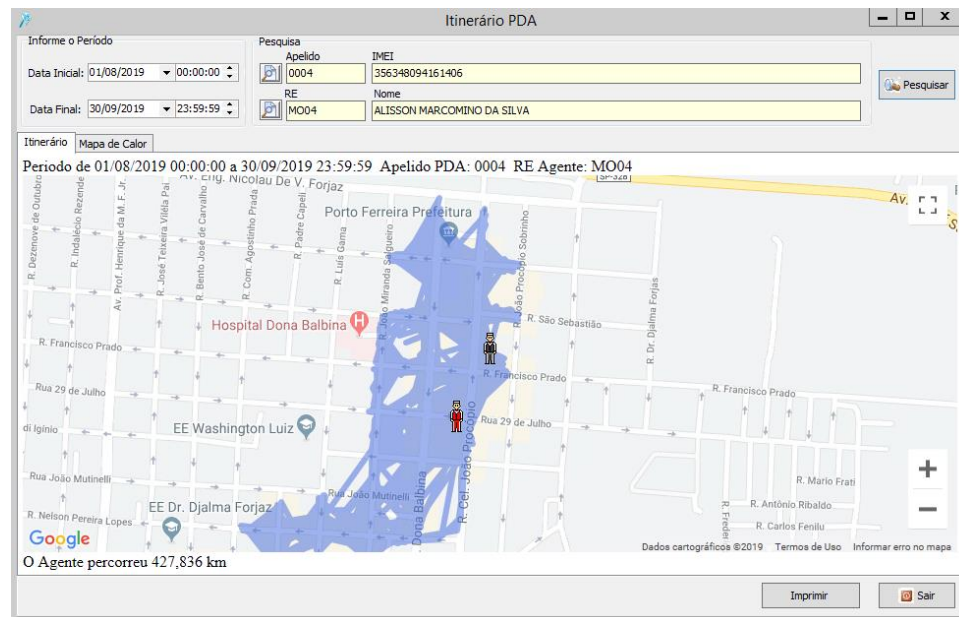 Itinerário PDA
Informe o Período
Data Inicial: 01/08/2019 00:00:00
Data Final: 30/09/2019 23:59:59
Pesquisa
Apelido IMEI
0004 356348094161406
RE Nome
MO04 ALISSON MARCOMINO DA SILVA
Pesquisar
Itinerário Mapa de Calor
Periodo de 01/08/2019 00:00:00 a 30/09/2019 23:59:59 Apelido PDA: 0004 RE Agente: MO04
Av. Eng. Nicolau De V. Forjaz
SP-328
Av.
R. Dezenove de Outubro
R. Indalécio Rezende
Av. Prof. Henrique da M. F. Jr.
R. José Teixeira Vilela Pai
R. Bento José de Carvalho
R. Com. Agostinho Prada
R. Padre Capeli
R. Luís Gama
R. João Miranda Salgueiro
Porto Ferreira Prefeitura
R. João Procópio Sobrinho
R. Dr. Djalma Forjas
Hospital Dona Balbina
H
R. São Sebastião
R. Francisco Prado
R. Francisco Prado
R. Francisco Prado
Rua 29 de Julho
Rua 29 de Julho
di Igínio
EE Washington Luiz
R. Cel. João Procópio
Dona Balbina
Rua João Mutinelli
Rua João Mutinelli
R. Mario Frati
EE Dr. Djalma Forjaz
R. Antônio Ribaldo
R. Nelson Pereira Lopes
R. Freder
R. Carlos Fenilu
Google
Dados cartográficos ©2019 Termos de Uso Informar erro no mapa
O Agente percorreu 427,836 km
Imprimir Sair